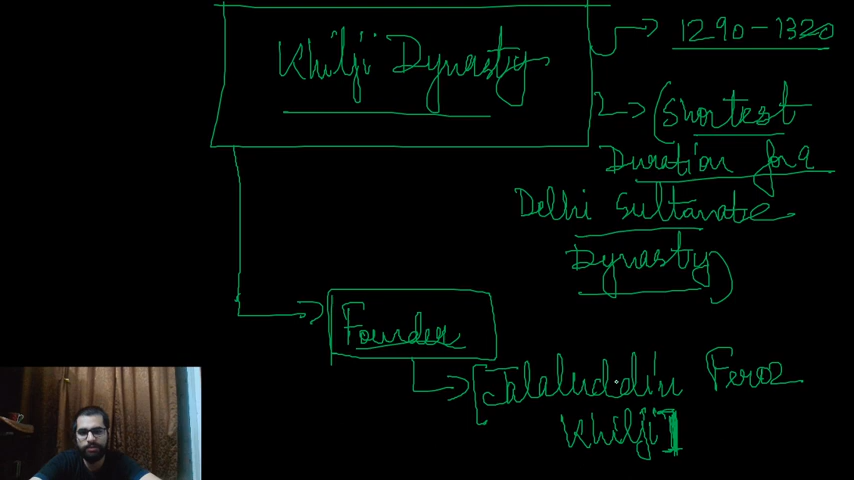 Khilji Dynasty
1290-1320
(Shortest
Duration for a
Delhi Sultanate
Dynasty)
Founder
[Jalaluddin Feroz
Khilji]